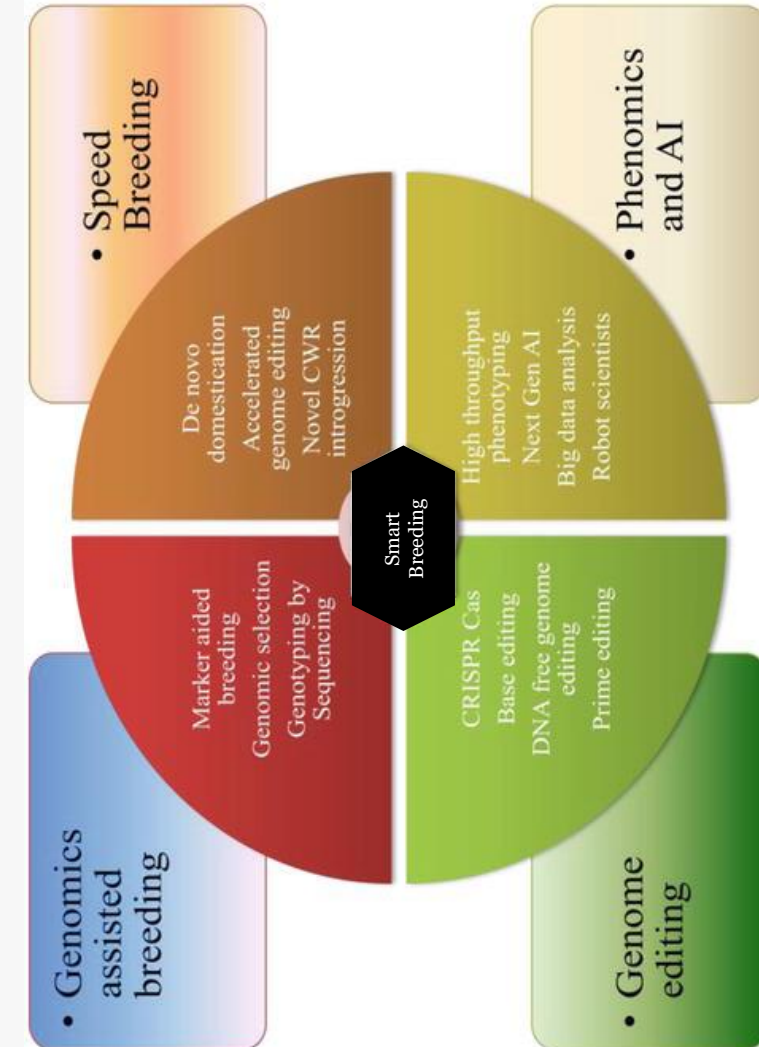 • Genomics
assisted
breeding
• Speed
Breeding
Marker aided
breeding
Genomic selection
Genotyping by
Sequencing
De novo
domestication
Accelerated
genome editing
Novel CWR
introgression
Smart
Breeding
CRISPR Cas
Base editing
DNA free genome
editing
Prime editing
High throughput
phenotyping
Next Gen AI
Big data analysis
Robot scientists
• Genome
editing
• Phenomics
and AI